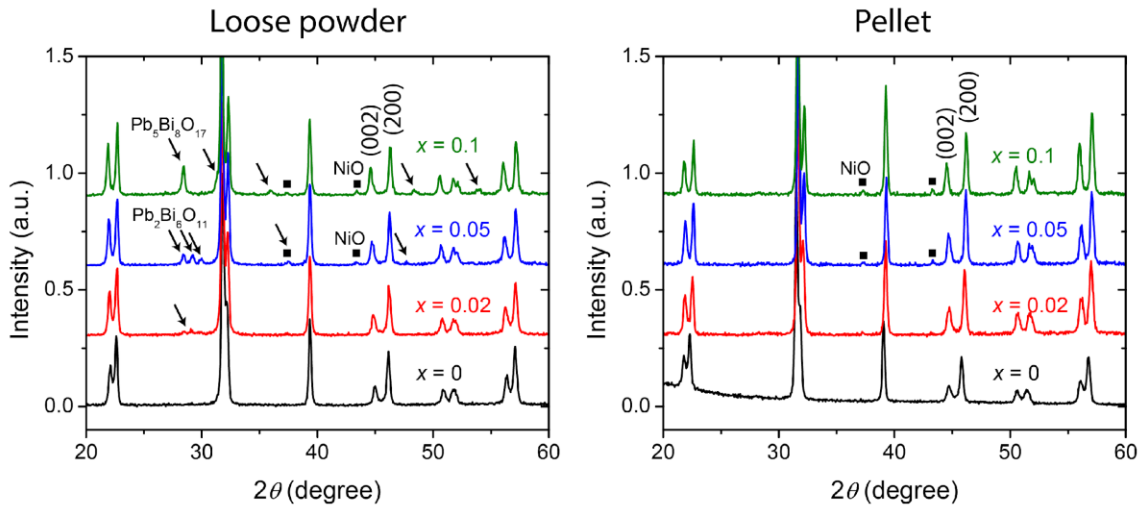 Loose powder
1.5
1.0
0.5
0.0
Intensity (a.u.)
Pb₅Bi₈O₁₇
NiO
(002)
(200)
x = 0.1
Pb₂Bi₆O₁₁
NiO
x = 0.05
x = 0.02
x = 0
20 30 40 50 60
2θ (degree)
Pellet
1.5
1.0
0.5
0.0
Intensity (a.u.)
NiO
(002)
(200)
x = 0.1
x = 0.05
x = 0.02
x = 0
20 30 40 50 60
2θ (degree)